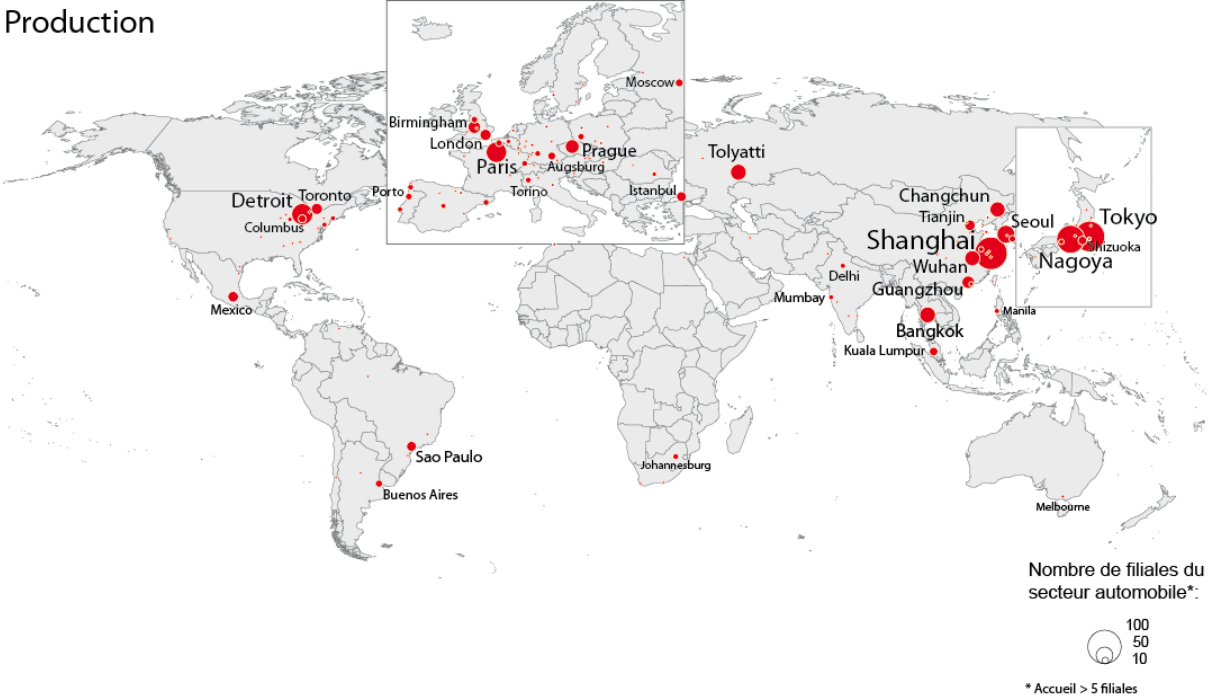 Production
Moscow
Birmingham
London
Paris
Prague
Augsburg
Torino
Porto
Istanbul
Tolyatti
Detroit
Toronto
Columbus
Changchun
Tianjin
Seoul
Tokyo
Shanghai
Shizuoka
Nagoya
Wuhan
Delhi
Guangzhou
Mumbay
Mexico
Manila
Bangkok
Kuala Lumpur
Sao Paulo
Johannesburg
Buenos Aires
Melbourne
Nombre de filiales du
secteur automobile*:
100
50
10
* Accueil > 5 filiales